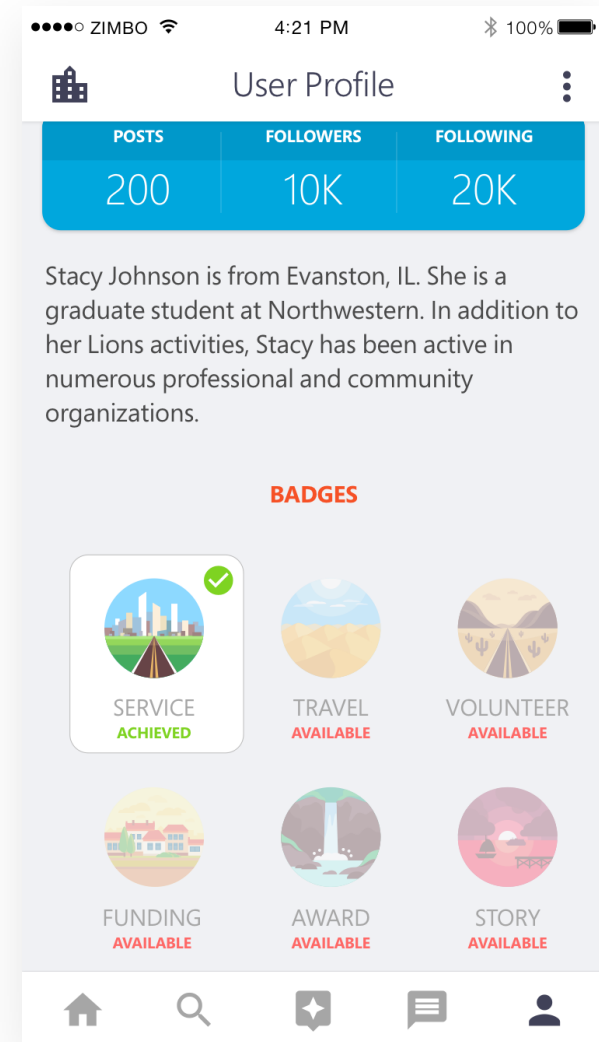 ZIMBO 4:21 PM 100%
User Profile
POSTS FOLLOWERS FOLLOWING
200 10K 20K
Stacy Johnson is from Evanston, IL. She is a
graduate student at Northwestern. In addition to
her Lions activities, Stacy has been active in
numerous professional and community
organizations.
BADGES
SERVICE TRAVEL VOLUNTEER
ACHIEVED AVAILABLE AVAILABLE
FUNDING AWARD STORY
AVAILABLE AVAILABLE AVAILABLE